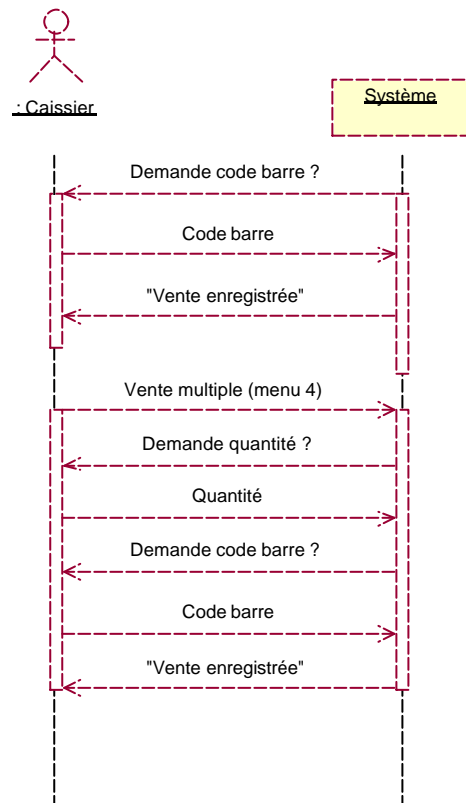 : Caissier
Système
Demande code barre ?
Code barre
"Vente enregistrée"
Vente multiple (menu 4)
Demande quantité ?
Quantité
Demande code barre ?
Code barre
"Vente enregistrée"